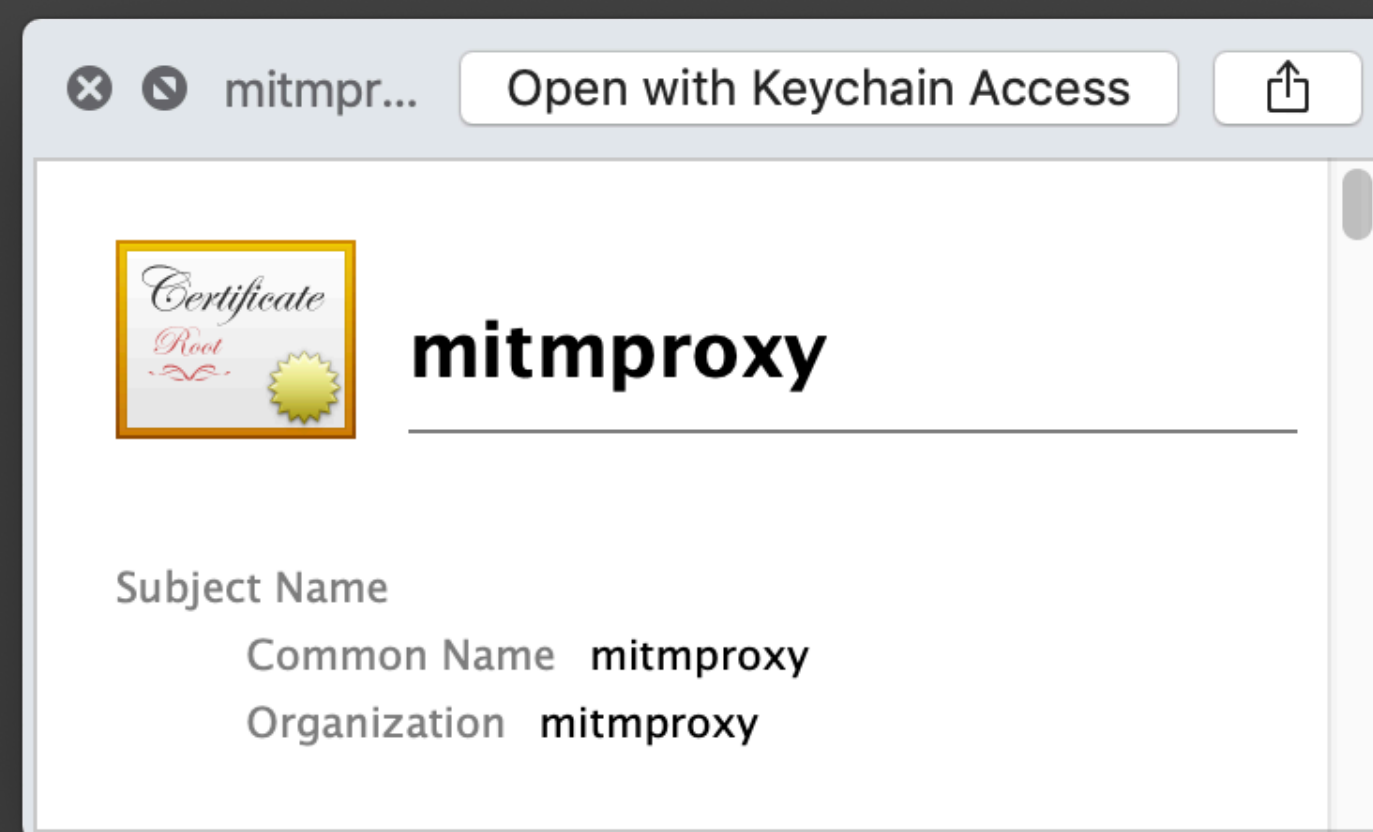 mitmpr...
Open with Keychain Access
Certificate
Root
mitmproxy
Subject Name
Common Name mitmproxy
Organization mitmproxy